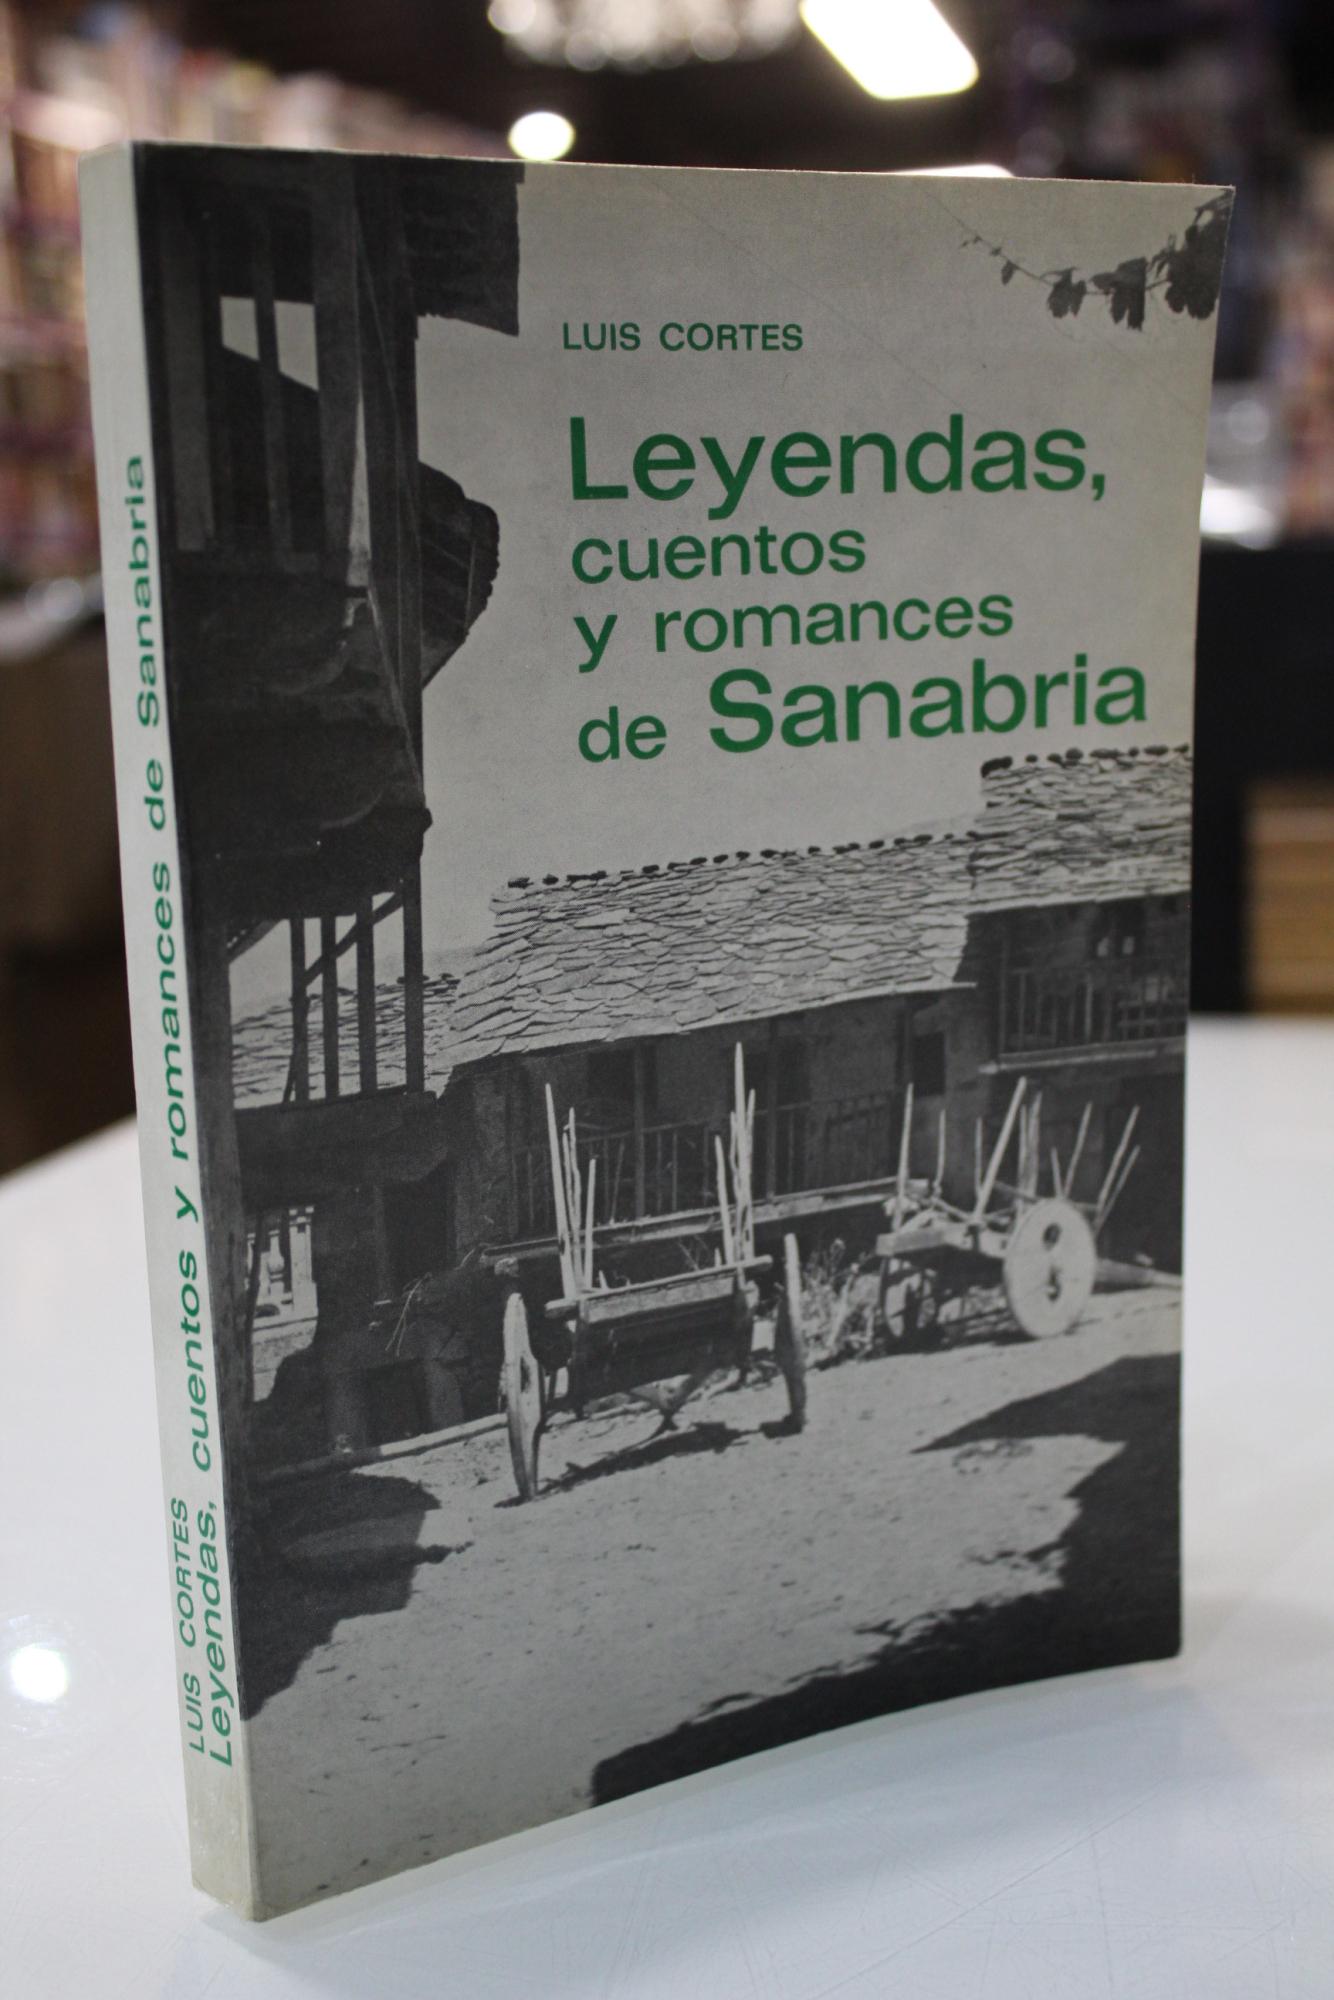 LUIS CORTES
Leyendas,
cuentos
y romances
de Sanabria
LUIS CORTES
Leyendas, cuentos y romances de Sanabria